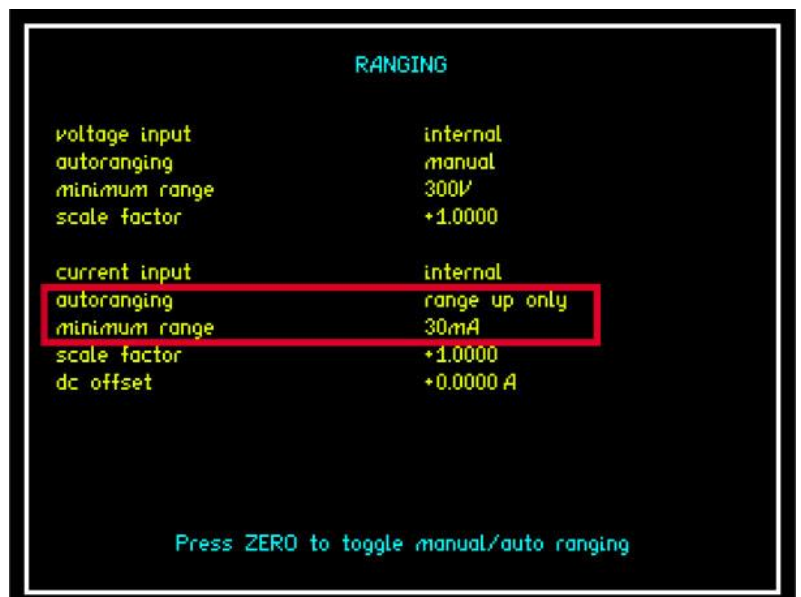 RANGING
voltage input internal
autoranging manual
minimum range 300V
scale factor +1.0000
current input internal
autoranging range up only
minimum range 30mA
scale factor +1.0000
dc offset +0.0000 A
Press ZERO to toggle manual/auto ranging